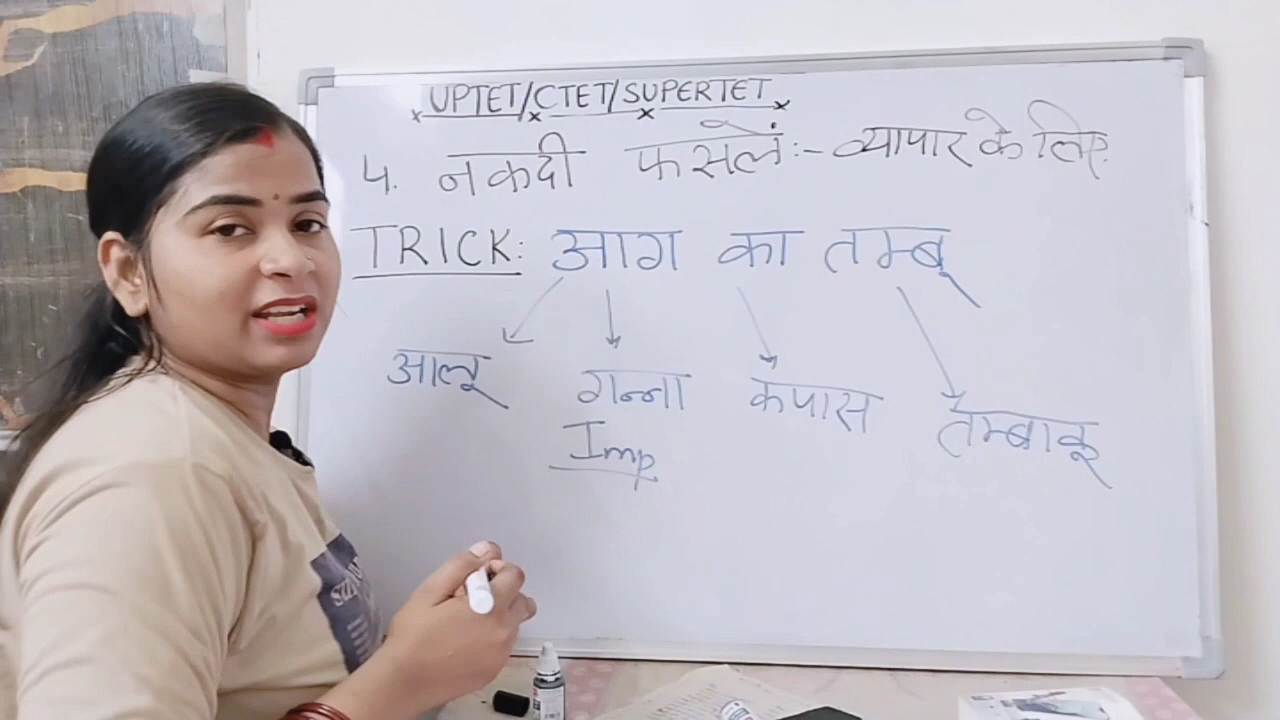 UPTET/CTET/SUPERTET
4. नकदी फसलें:- व्यापार के लिए
TRICK: आग का तम्बू
आलू गन्ना कपास तम्बाकू
Imp